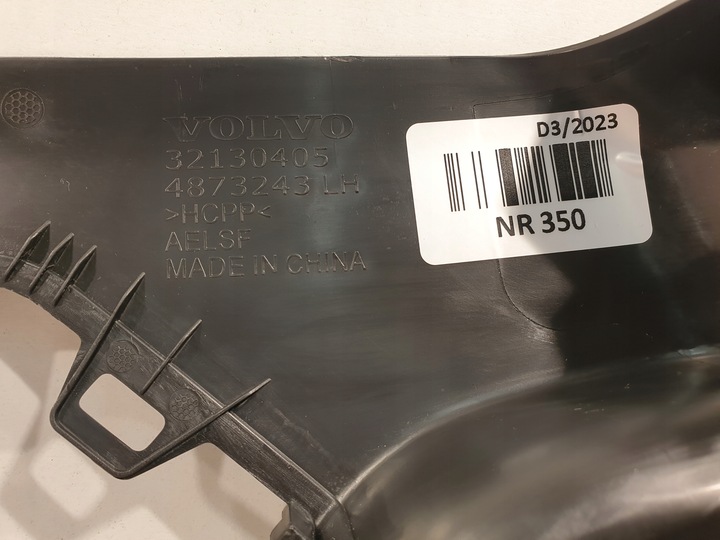 VOLVO
32130405
4873243 LH
>HCPP<
AELSF
MADE IN CHINA
D3/2023
NR 350